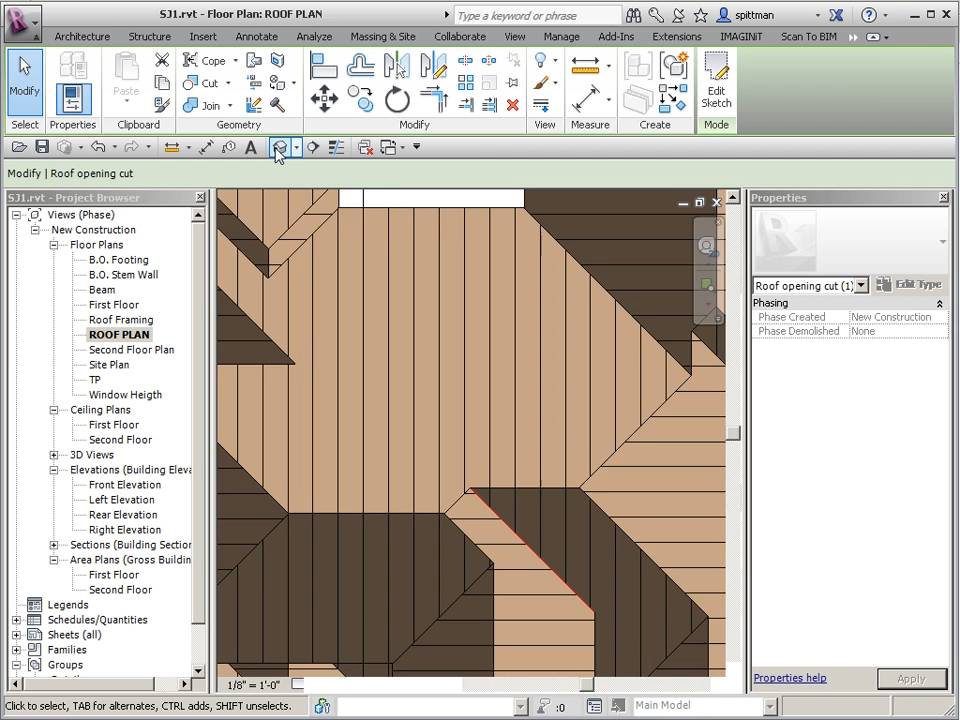 SJ1.rvt - Floor Plan: ROOF PLAN
Type a keyword or phrase
spittman
Architecture Structure Insert Annotate Analyze Massing & Site Collaborate View Manage Add-Ins Extensions IMAGINiT Scan To BIM
Modify
Paste
Cope
Cut
Join
Edit
Sketch
Select Properties Clipboard Geometry Modify View Measure Create Mode
Modify | Roof opening cut
SJ1.rvt - Project Browser
Views (Phase)
New Construction
Floor Plans
B.O. Footing
B.O. Stem Wall
Beam
First Floor
Roof Framing
ROOF PLAN
Second Floor Plan
Site Plan
TP
Window Heigth
Ceiling Plans
First Floor
Second Floor
3D Views
Elevations (Building Eleva
Front Elevation
Left Elevation
Rear Elevation
Right Elevation
Sections (Building Section
Area Plans (Gross Building
First Floor
Second Floor
Legends
Schedules/Quantities
Sheets (all)
Families
Groups
1/8" = 1'-0"
Properties
Roof opening cut (1)
Edit Type
Phasing
Phase Created New Construction
Phase Demolished None
Properties help
Apply
Click to select, TAB for alternates, CTRL adds, SHIFT unselects.
:0
Main Model